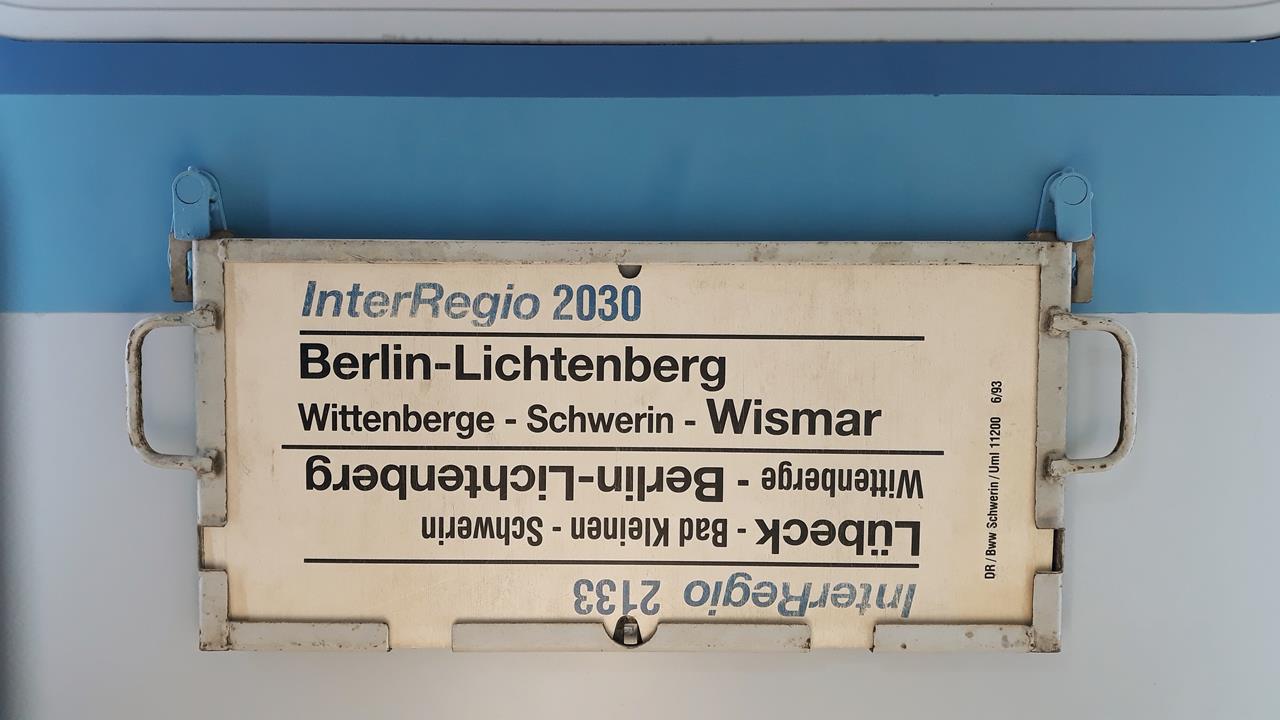 InterRegio 2030
Berlin-Lichtenberg
Wittenberge - Schwerin - Wismar
InterRegio 2133
Lübeck - Bad Kleinen - Schwerin
Wittenberge - Berlin-Lichtenberg
DR / Bww Schwerin / Uml 11200 6/93